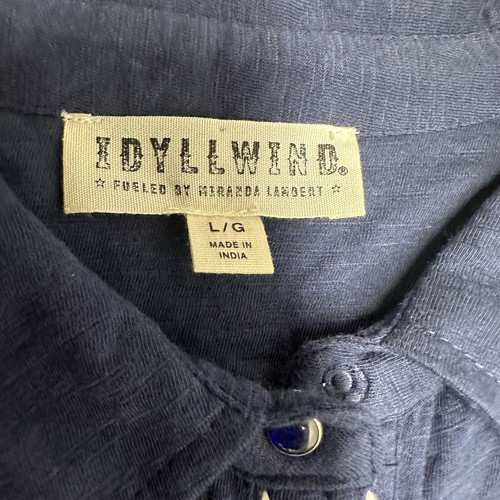 IDYLLWIND®
☆ FUELED BY MIRANDA LAMBERT ☆
L/G
MADE IN
INDIA